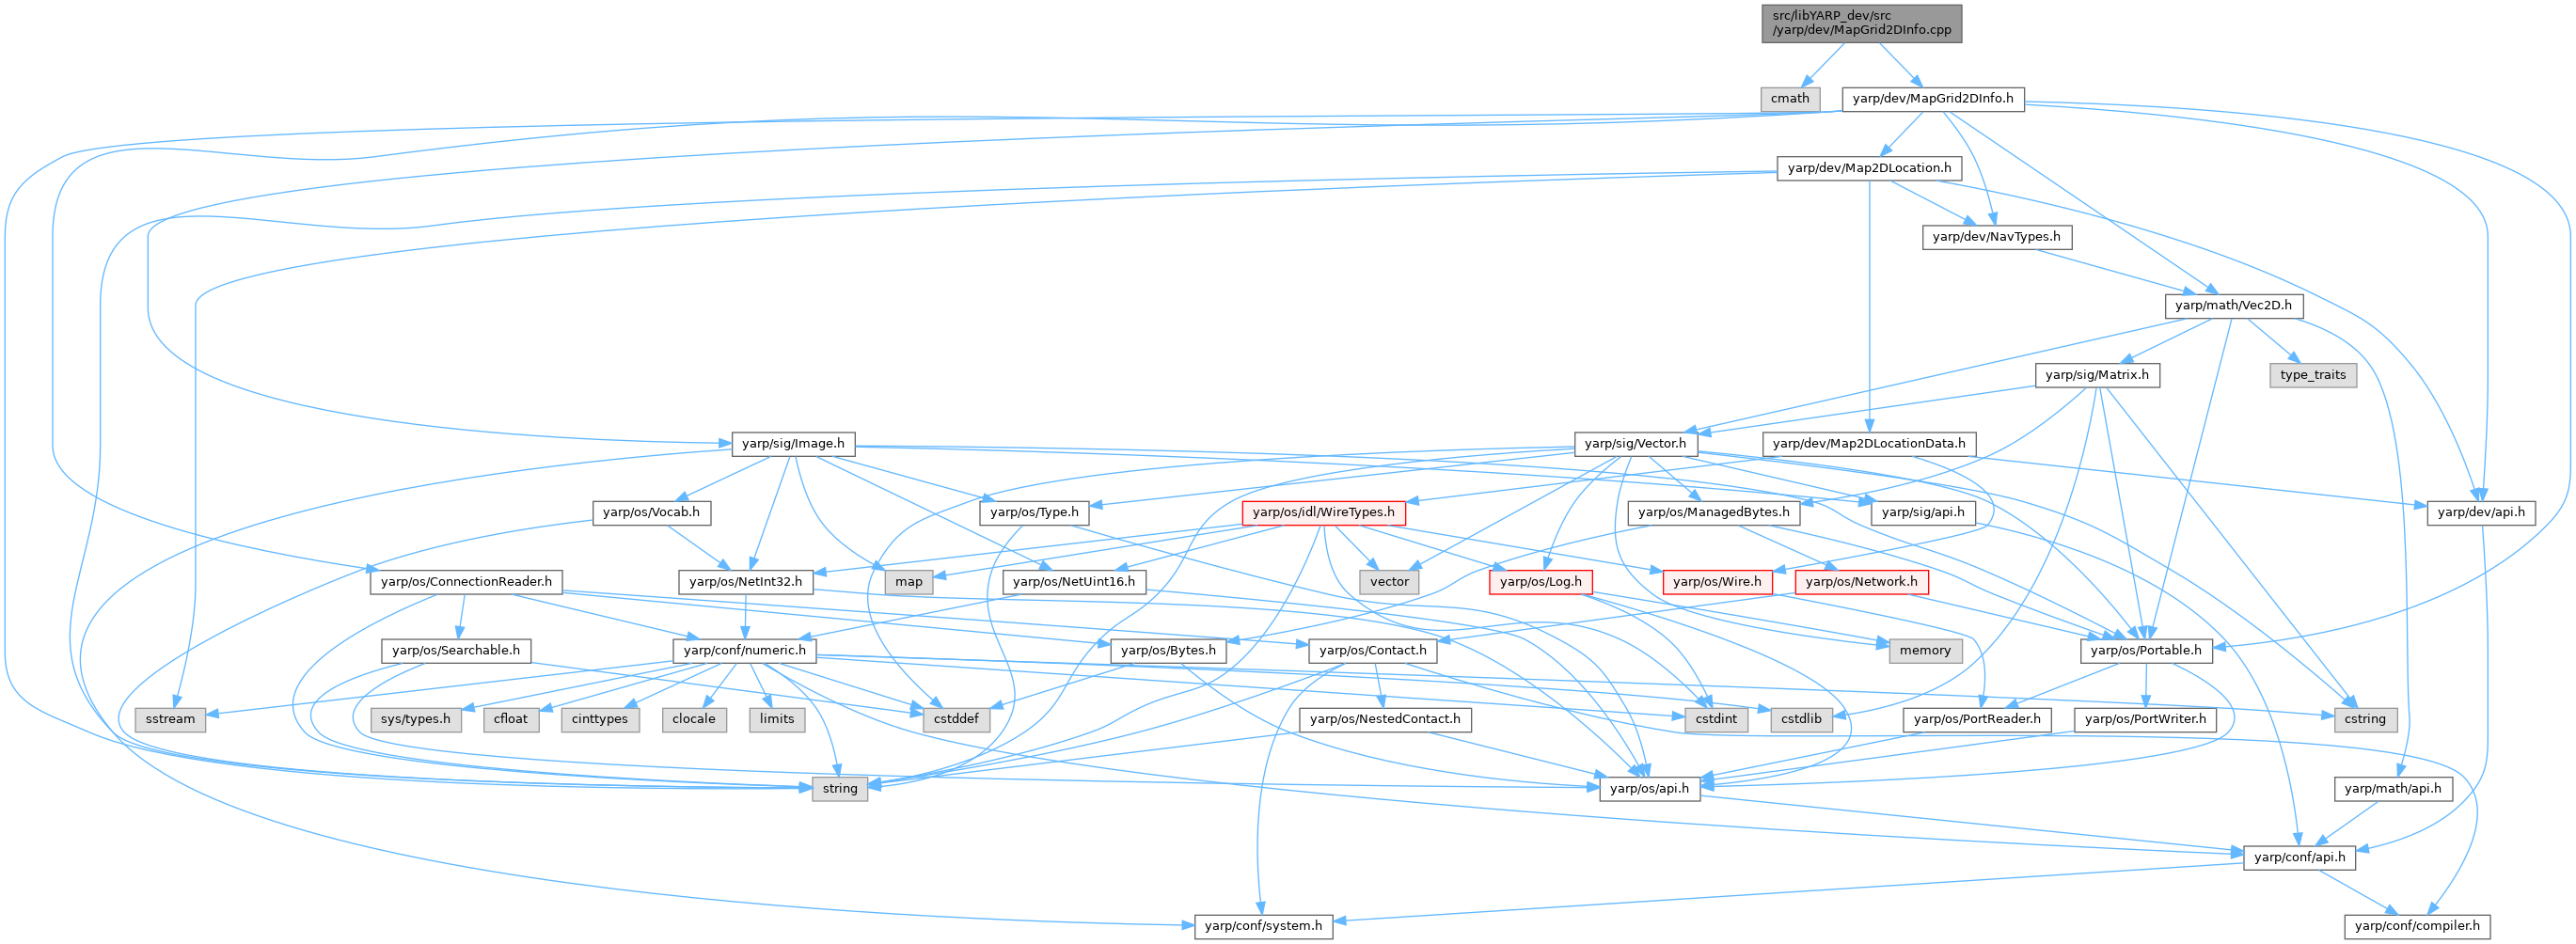 src/libYARP_dev/src
/yarp/dev/MapGrid2DInfo.cpp
cmath
yarp/dev/MapGrid2DInfo.h
yarp/dev/Map2DLocation.h
yarp/dev/NavTypes.h
yarp/math/Vec2D.h
yarp/sig/Matrix.h
type_traits
yarp/sig/Image.h
yarp/sig/Vector.h
yarp/dev/Map2DLocationData.h
yarp/os/Vocab.h
yarp/os/Type.h
yarp/os/idl/WireTypes.h
yarp/os/ManagedBytes.h
yarp/sig/api.h
yarp/dev/api.h
yarp/os/ConnectionReader.h
yarp/os/NetInt32.h
map
yarp/os/NetUint16.h
vector
yarp/os/Log.h
yarp/os/Wire.h
yarp/os/Network.h
yarp/os/Searchable.h
yarp/conf/numeric.h
yarp/os/Bytes.h
yarp/os/Contact.h
memory
yarp/os/Portable.h
sstream
sys/types.h
cfloat
cinttypes
clocale
limits
cstddef
yarp/os/NestedContact.h
cstdint
cstdlib
yarp/os/PortReader.h
yarp/os/PortWriter.h
cstring
string
yarp/os/api.h
yarp/math/api.h
yarp/conf/api.h
yarp/conf/system.h
yarp/conf/compiler.h